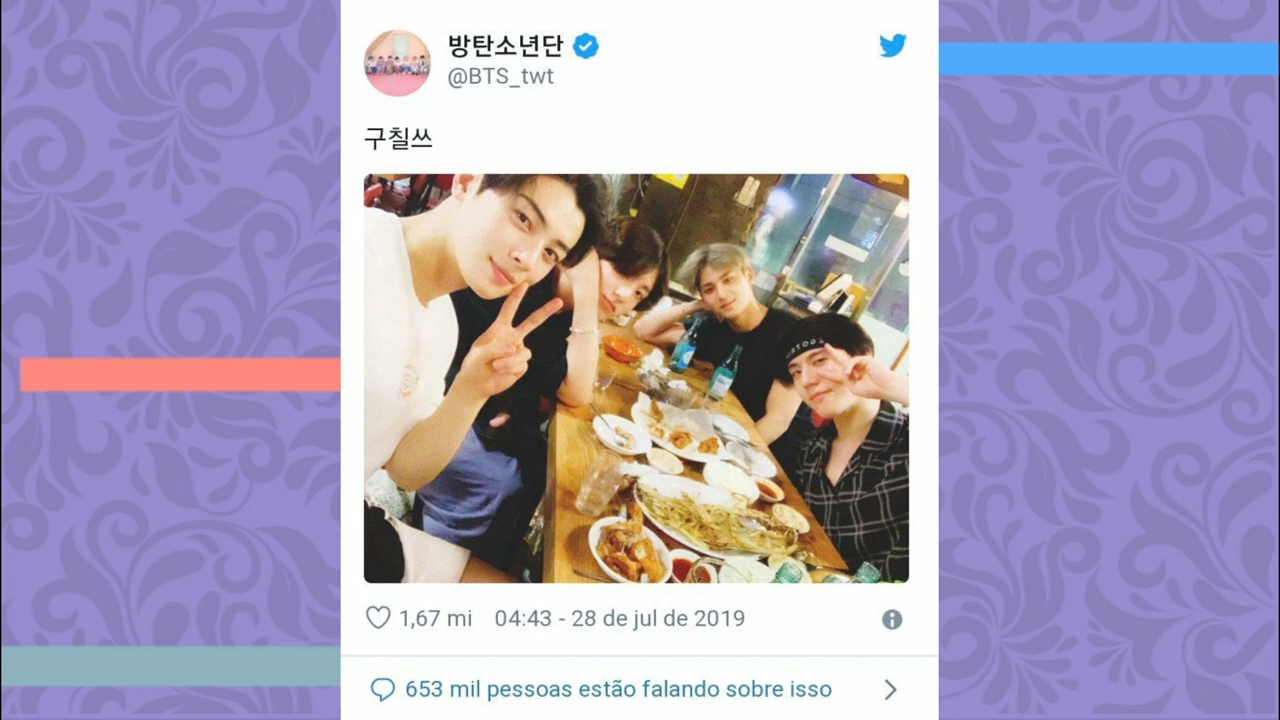 방탄소년단
@BTS_twt
구칠쓰
1,67 mi 04:43 - 28 de jul de 2019
653 mil pessoas estão falando sobre isso